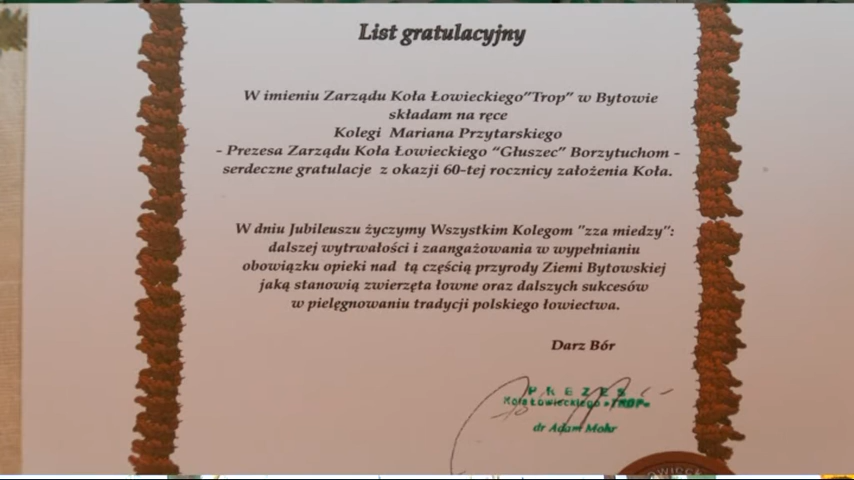 List gratulacyjny
W imieniu Zarządu Koła Łowieckiego"Trop" w Bytowie
składam na ręce
Kolegi Mariana Przytarskiego
- Prezesa Zarządu Koła Łowieckiego "Głuszec" Borzytuchom -
serdeczne gratulacje z okazji 60-tej rocznicy założenia Koła.
W dniu Jubileuszu życzymy Wszystkim Kolegom "zza miedzy":
dalszej wytrwałości i zaangażowania w wypełnianiu
obowiązku opieki nad tą częścią przyrody Ziemi Bytowskiej
jaką stanowią zwierzęta łowne oraz dalszych sukcesów
w pielęgnowaniu tradycji polskiego łowiectwa.
Darz Bór
PREZES
Koła Łowieckiego «TROP»
dr Adam Mohr